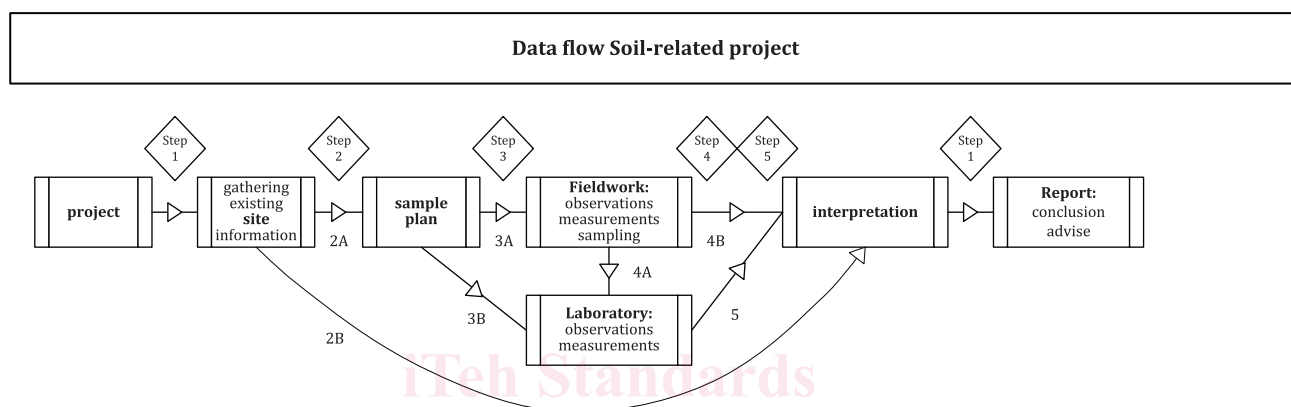 Data flow Soil-related project
Step
1
Step
2
Step
3
Step
4
Step
5
Step
1
project
gathering
existing
site
information
2A
sample
plan
3A
Fieldwork:
observations
measurements
sampling
4B
interpretation
Report:
conclusion
advise
4A
3B
Laboratory:
observations
measurements
5
2B
iTeh Standards